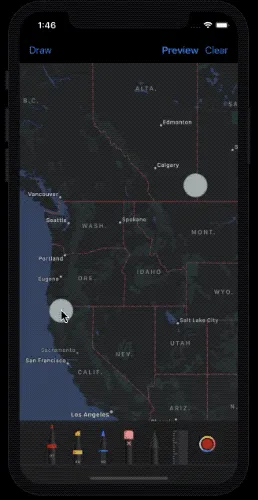 1:46
Draw Preview Clear
ALTA.
B.C.
SA
Edmonton
Calgary
Vancouver
Seattle
WASH.
Spokane
MONT.
Portland
Eugene
ORE.
IDAHO
WYO.
Salt Lake City
Sacramento
San Francisco
NEV.
UTAH
CALIF.
Los Angeles
ARIZ.
N.